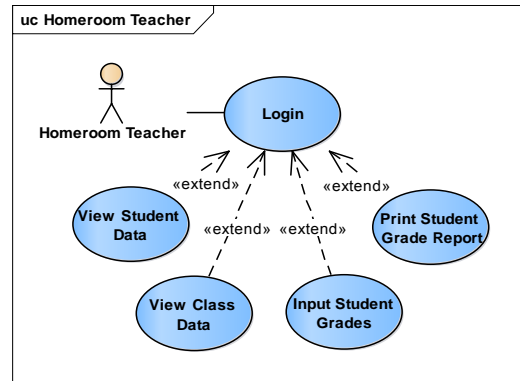 uc Homeroom Teacher
Login
Homeroom Teacher
«extend»
«extend»
View Student
Data
«extend»
«extend»
Print Student
Grade Report
View Class
Data
Input Student
Grades